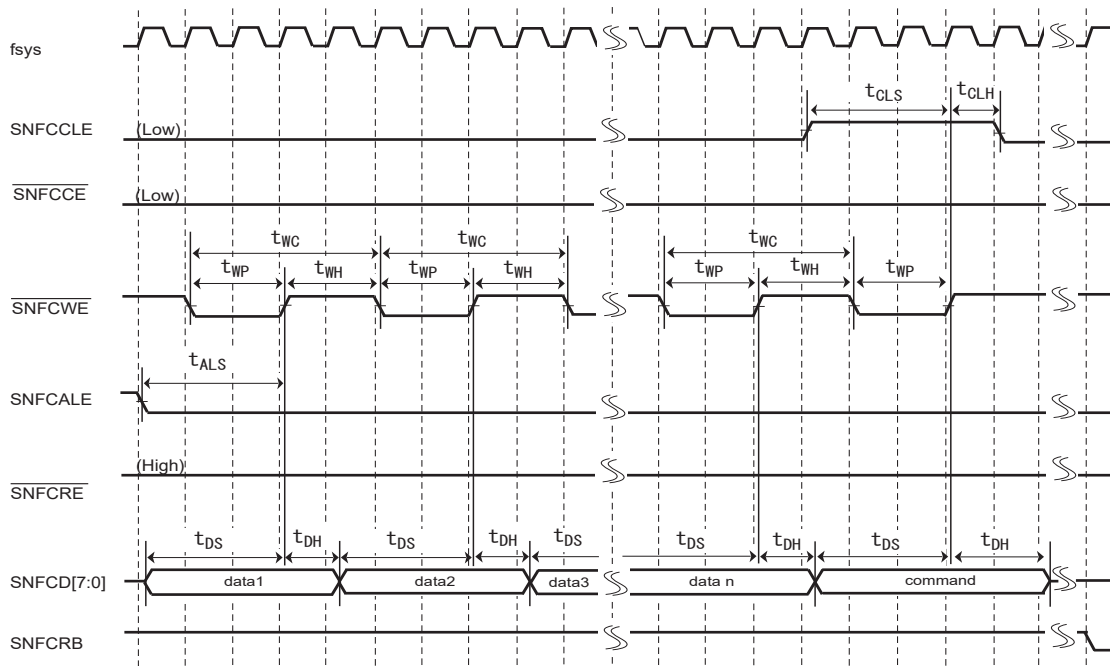 fsys
tCLS tCLH
SNFCCLE (Low)
SNFCCE (Low)
tWC tWC tWC
tWP tWH tWP tWH tWP tWH tWP
SNFCWE
tALS
SNFCALE
(High)
SNFCRE
tDS tDH tDS tDH tDS tDS tDH tDS tDH
SNFCD[7:0] data1 data2 data3 data n command
SNFCRB